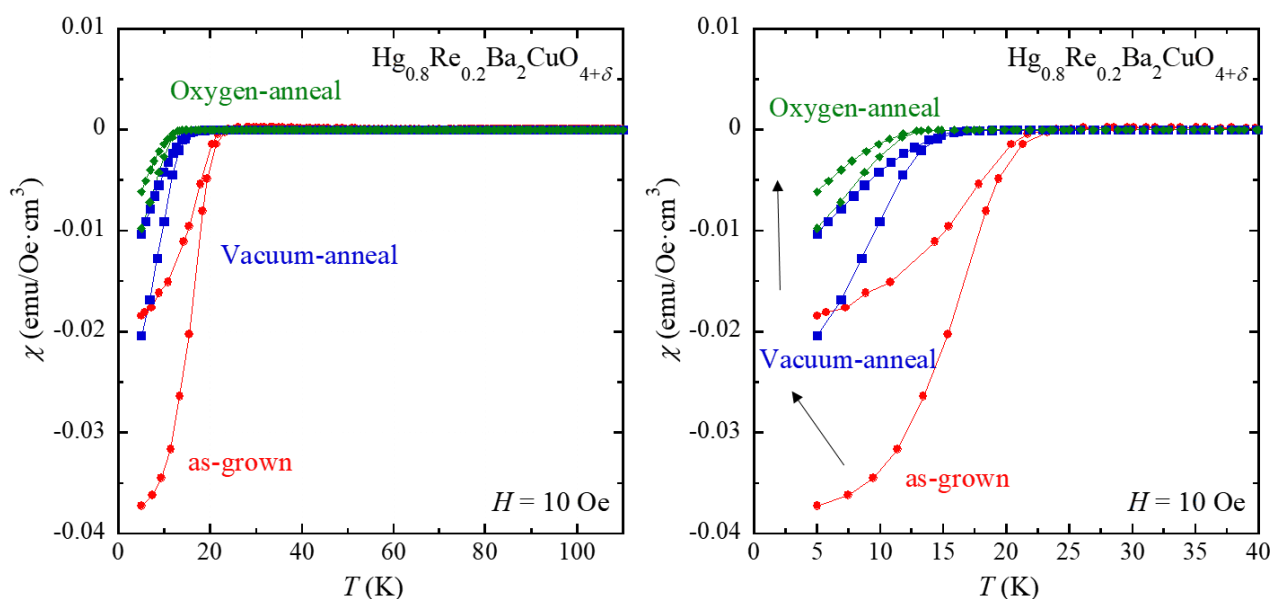 0.01
0
-0.01
-0.02
-0.03
-0.04
χ (emu/Oe·cm³)
Hg₀.₈Re₀.₂Ba₂CuO₄₊δ
Oxygen-anneal
Vacuum-anneal
as-grown
H = 10 Oe
0 20 40 60 80 100
T (K)
0.01
0
-0.01
-0.02
-0.03
-0.04
χ (emu/Oe·cm³)
Hg₀.₈Re₀.₂Ba₂CuO₄₊δ
Oxygen-anneal
Vacuum-anneal
as-grown
H = 10 Oe
0 5 10 15 20 25 30 35 40
T (K)